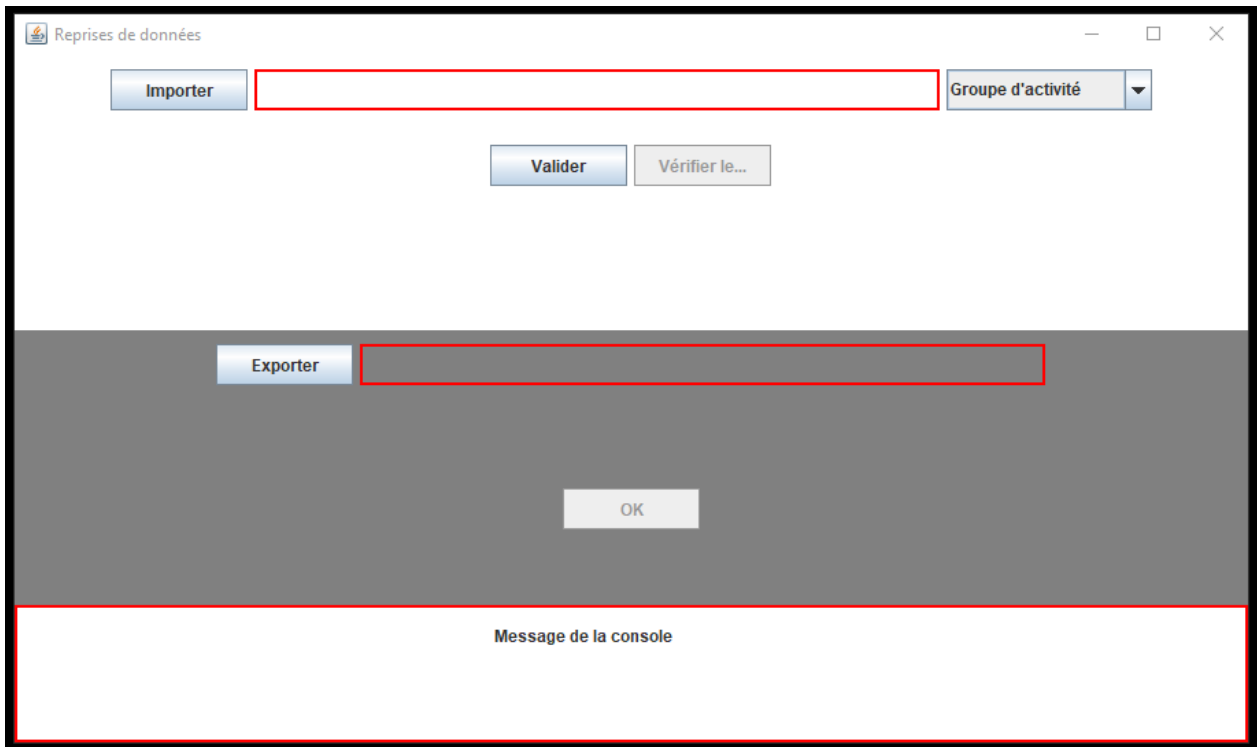 Reprises de données
Importer
Groupe d'activité
Valider
Vérifier le...
Exporter
OK
Message de la console